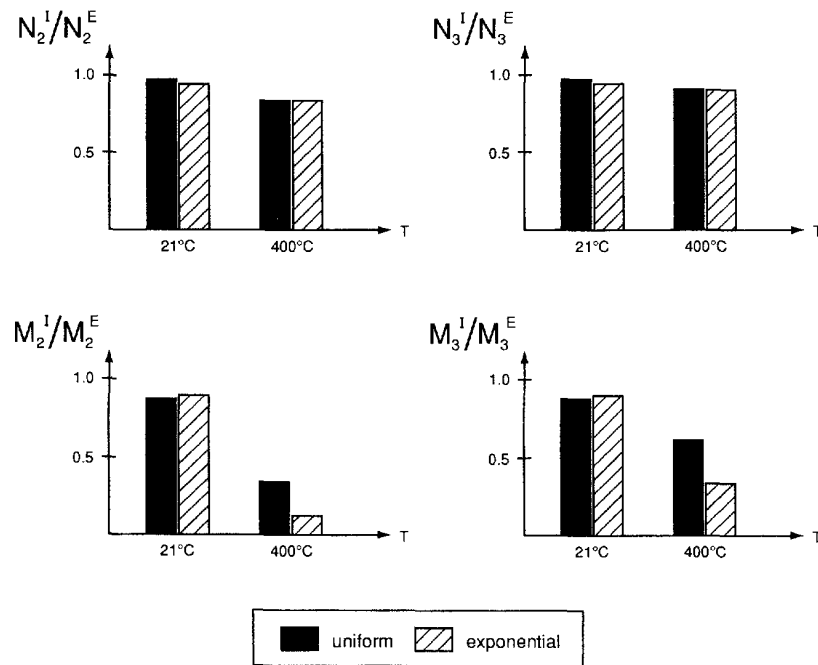 N₂ᴵ/N₂ᴱ
1.0
0.5
21°C
400°C
T
N₃ᴵ/N₃ᴱ
1.0
0.5
21°C
400°C
T
M₂ᴵ/M₂ᴱ
1.0
0.5
21°C
400°C
T
M₃ᴵ/M₃ᴱ
1.0
0.5
21°C
400°C
T
uniform
exponential